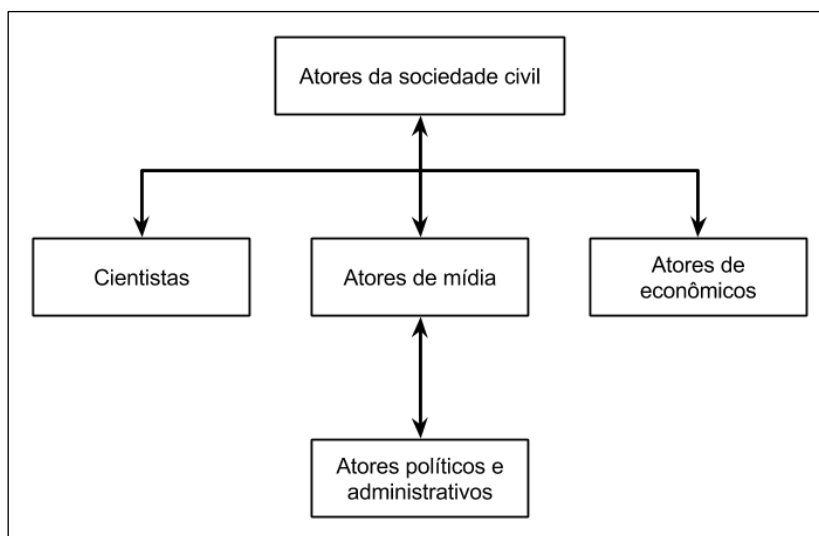 Atores da sociedade civil
Cientistas
Atores de mídia
Atores de
econômicos
Atores políticos e
administrativos